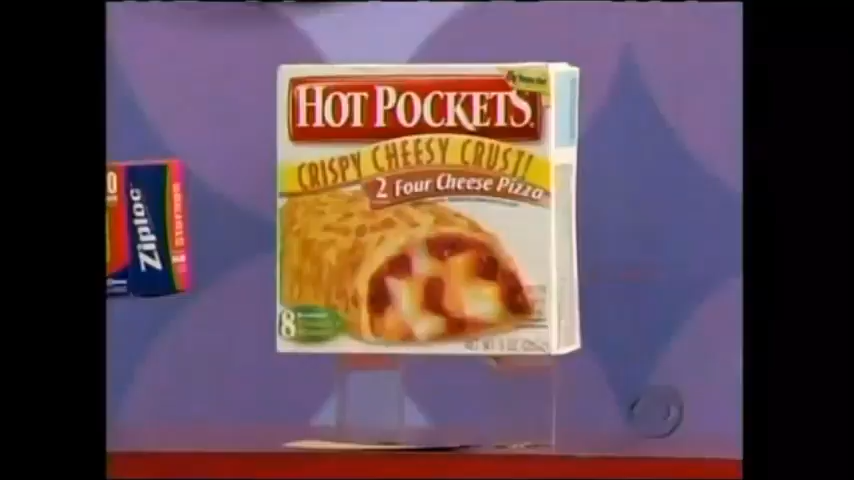 HOT POCKETS
CRISPY CHEESY CRUST!
2 Four Cheese Pizza
Ziploc
8